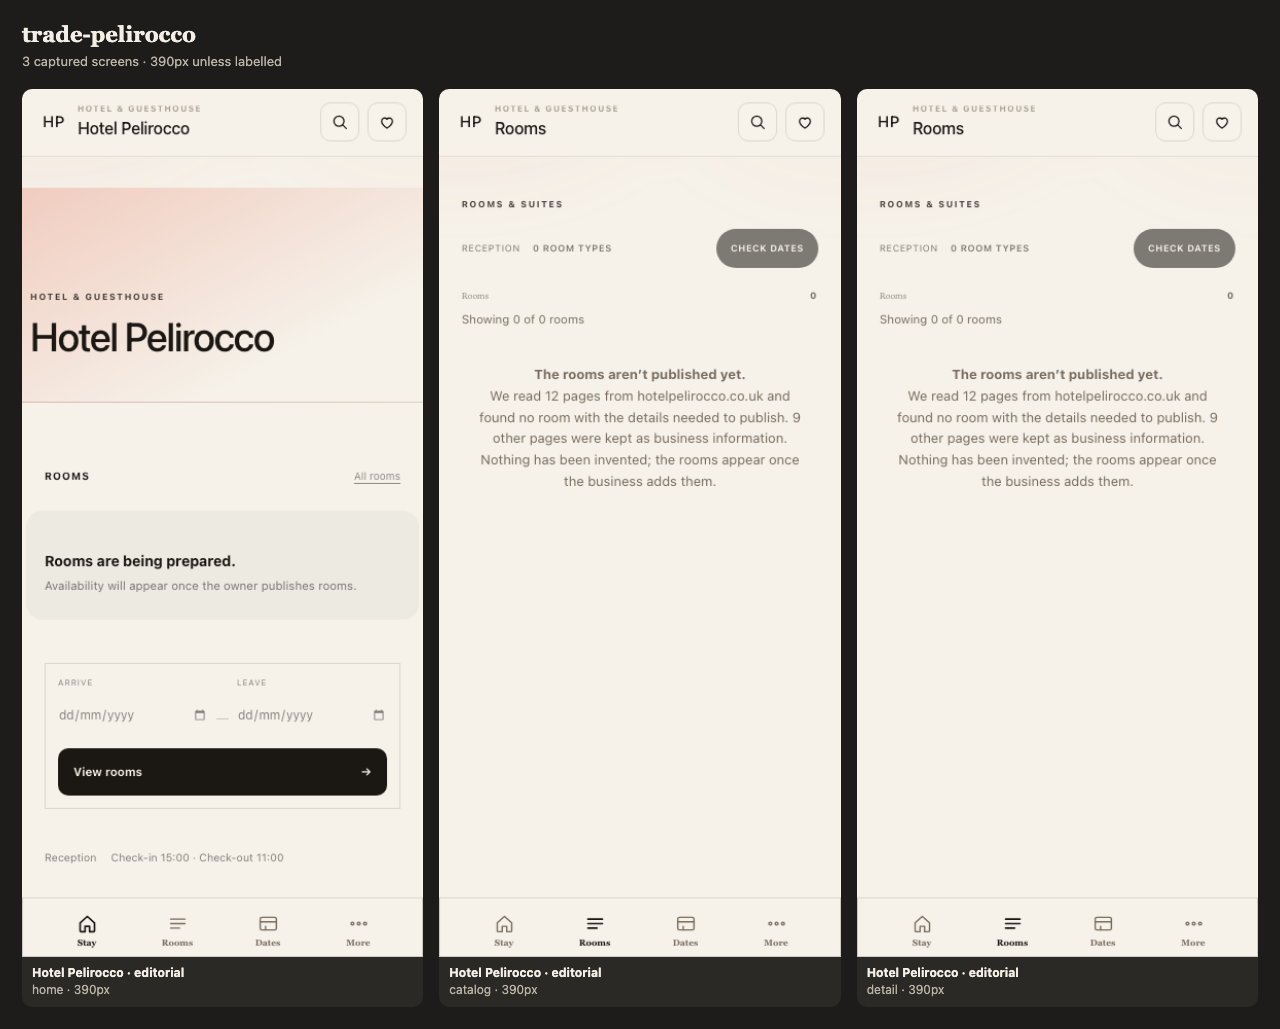 trade-pelirocco
3 captured screens · 390px unless labelled
HP
HOTEL & GUESTHOUSE
Hotel Pelirocco
HOTEL & GUESTHOUSE
Hotel Pelirocco
ROOMS
All rooms
Rooms are being prepared.
Availability will appear once the owner publishes rooms.
ARRIVE
LEAVE
dd/mm/yyyy
dd/mm/yyyy
View rooms
Reception
Check-in 15:00 · Check-out 11:00
Stay
Rooms
Dates
More
Hotel Pelirocco · editorial
home · 390px
HP
HOTEL & GUESTHOUSE
Rooms
ROOMS & SUITES
RECEPTION
0 ROOM TYPES
CHECK DATES
Rooms
0
Showing 0 of 0 rooms
The rooms aren’t published yet.
We read 12 pages from hotelpelirocco.co.uk and
found no room with the details needed to publish. 9
other pages were kept as business information.
Nothing has been invented; the rooms appear once
the business adds them.
Stay
Rooms
Dates
More
Hotel Pelirocco · editorial
catalog · 390px
HP
HOTEL & GUESTHOUSE
Rooms
ROOMS & SUITES
RECEPTION
0 ROOM TYPES
CHECK DATES
Rooms
0
Showing 0 of 0 rooms
The rooms aren’t published yet.
We read 12 pages from hotelpelirocco.co.uk and
found no room with the details needed to publish. 9
other pages were kept as business information.
Nothing has been invented; the rooms appear once
the business adds them.
Stay
Rooms
Dates
More
Hotel Pelirocco · editorial
detail · 390px